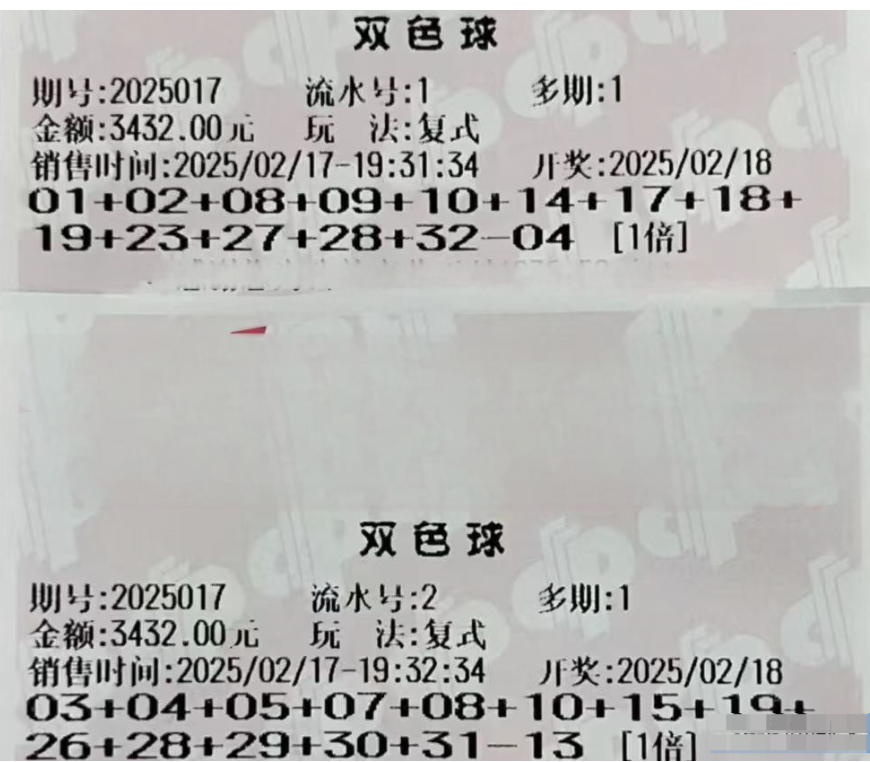 双色球
期号:2025017 流水号:1 多期:1
金额:3432.00元 玩 法:复式
销售时间:2025/02/17-19:31:34 开奖:2025/02/18
01+02+08+09+10+14+17+18+
19+23+27+28+32-04 [1倍]
双色球
期号:2025017 流水号:2 多期:1
金额:3432.00元 玩 法:复式
销售时间:2025/02/17-19:32:34 开奖:2025/02/18
03+04+05+07+08+10+15+19+
26+28+29+30+31-13 [1倍]